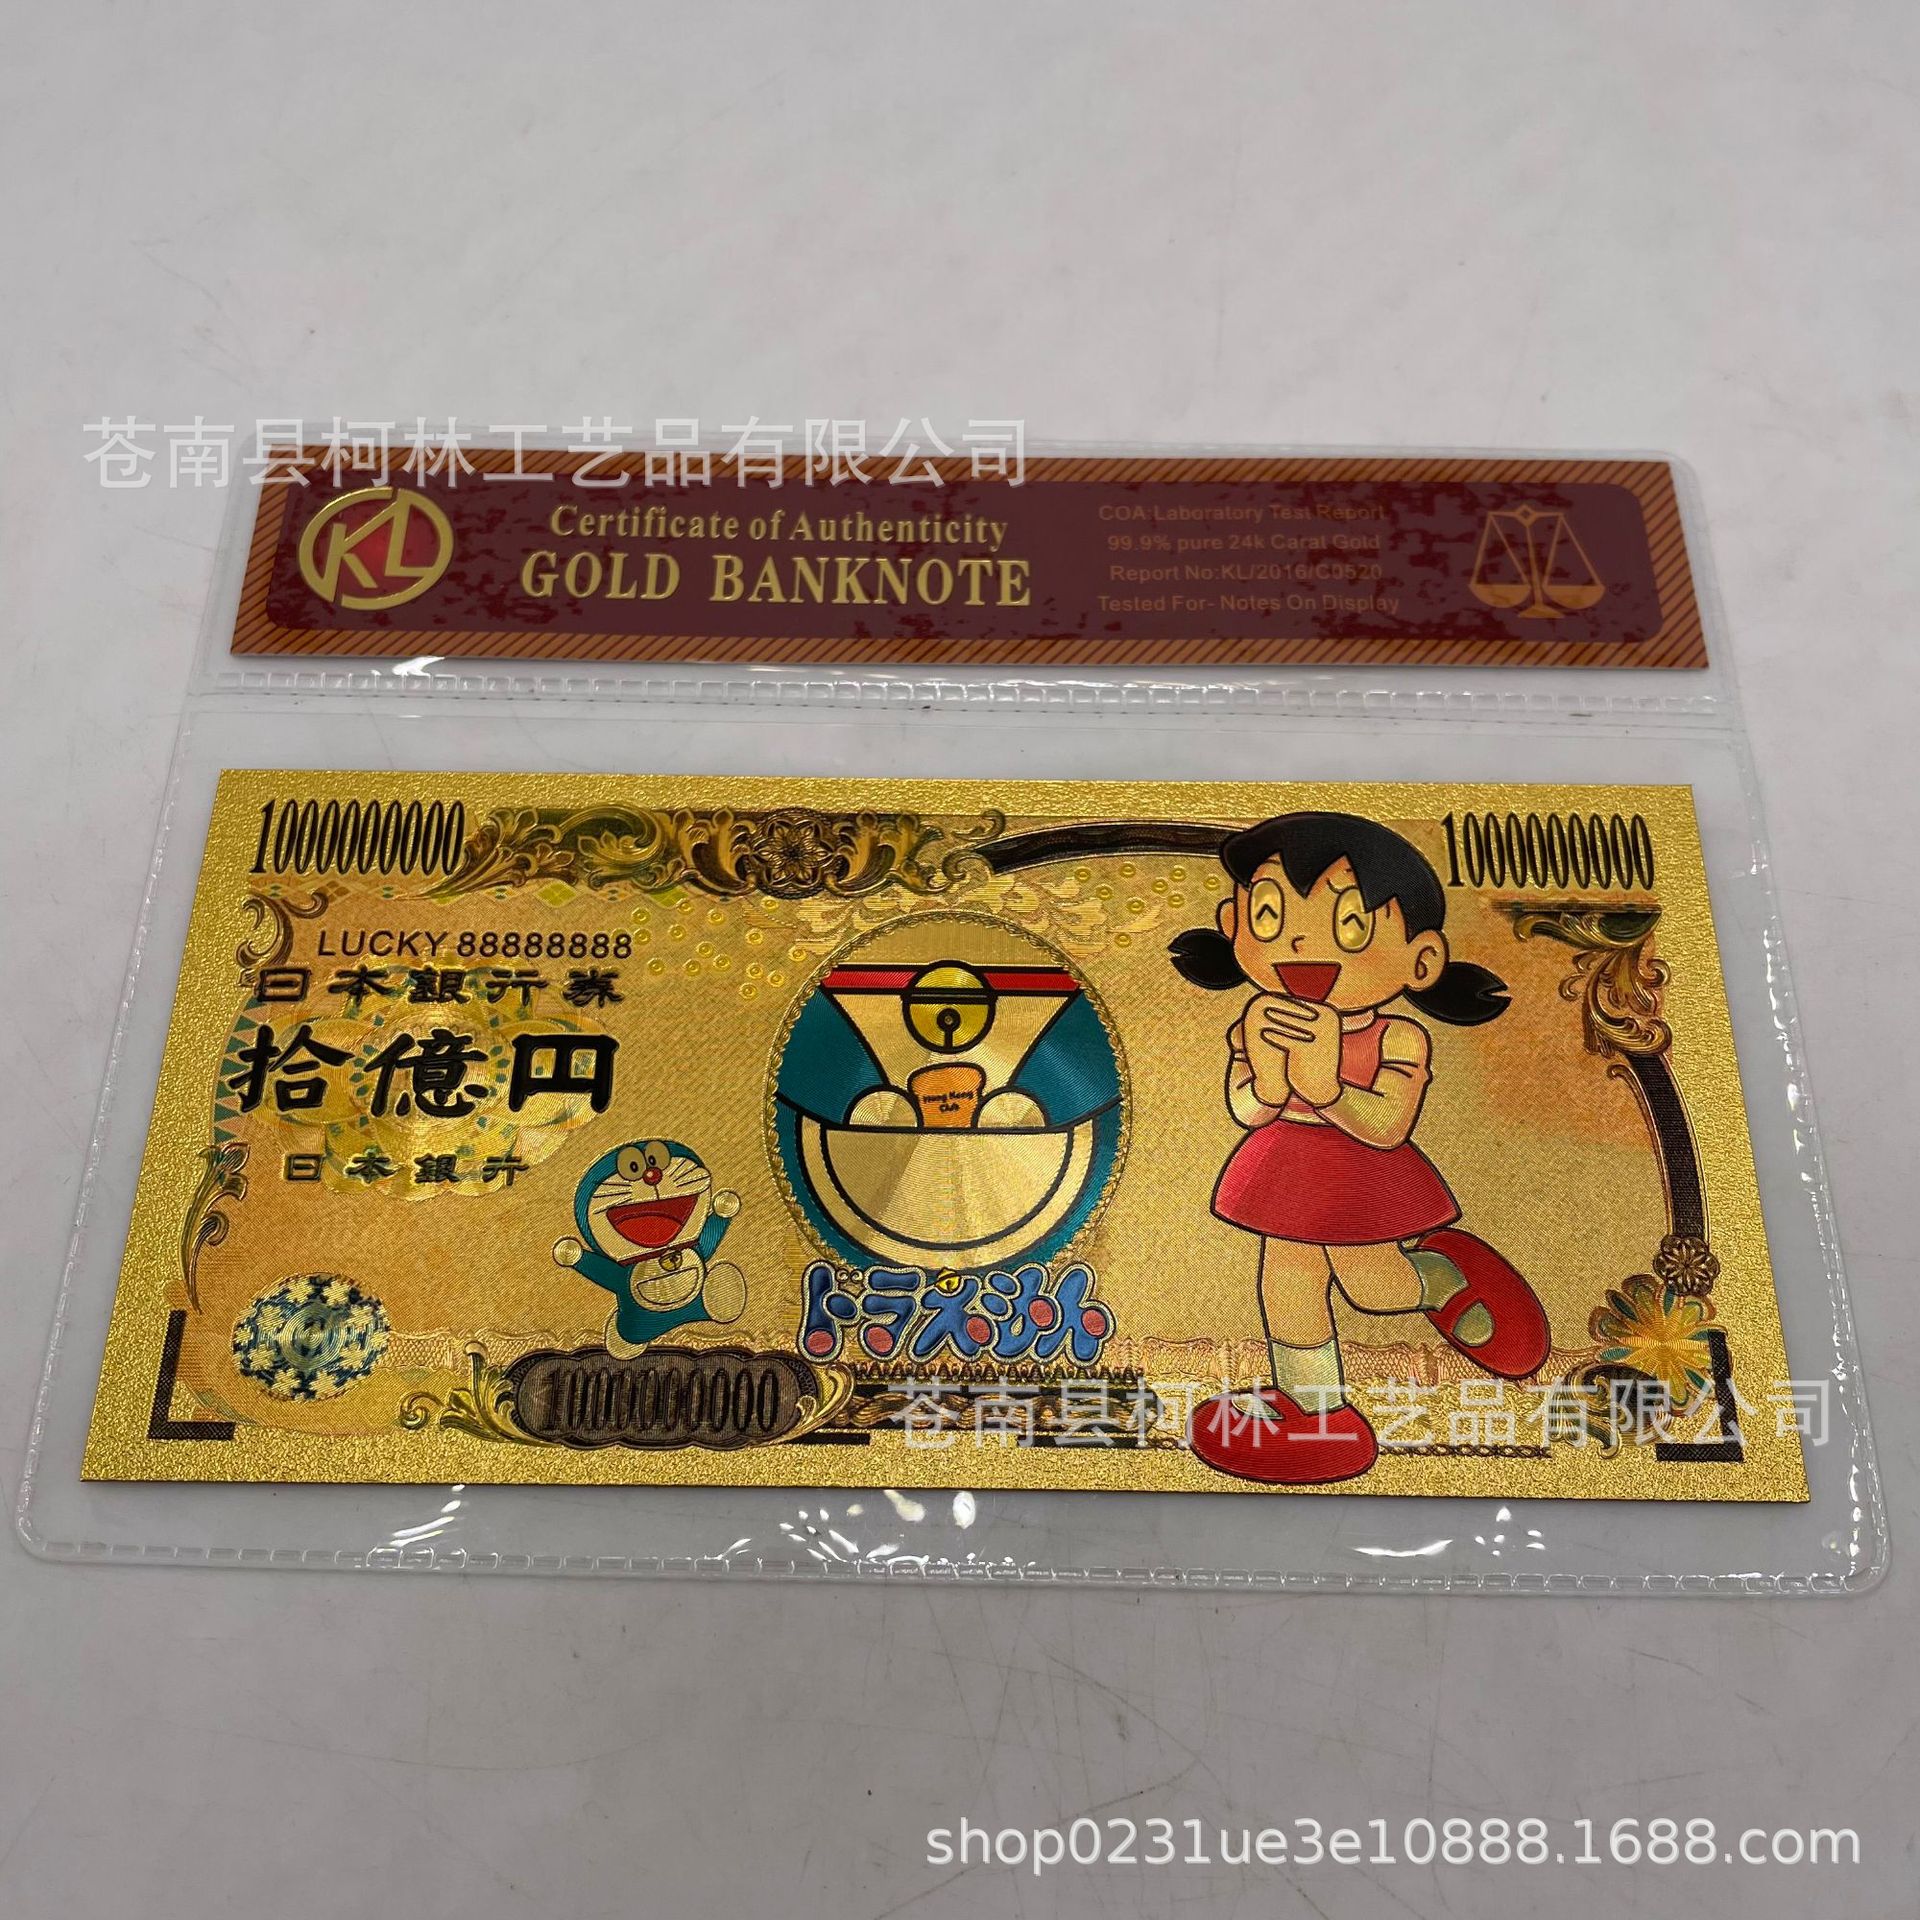 苍南县柯林工艺品有限公司
KL
Certificate of Authenticity
GOLD BANKNOTE
COA:Laboratory Test Report
99.9% pure 24k Carat Gold
Report No:KL/2016/C0520
Tested For- Notes On Display
1000000000
1000000000
LUCKY 88888888
日本銀行券
拾億円
日本銀行
Hong Kong
Club
ドラえもん
1000000000
苍南县柯林工艺品有限公司
shop0231ue3e10888.1688.com